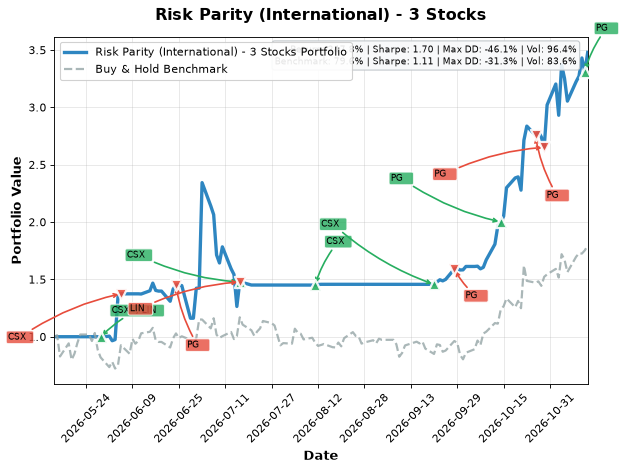 Risk Parity (International) - 3 Stocks
PG
Risk Parity (International) - 3 Stocks Portfolio
Buy & Hold Benchmark
% | Sharpe: 1.70 | Max DD: -46.1% | Vol: 96.4%
% | Sharpe: 1.11 | Max DD: -31.3% | Vol: 83.6%
Portfolio Value
3.5
3.0
2.5
2.0
1.5
1.0
PG
PG
PG
CSX
CSX
CSX
PG
CSX
LIN
CSX
PG
2026-05-24
2026-06-09
2026-06-25
2026-07-11
2026-07-27
2026-08-12
2026-08-28
2026-09-13
2026-09-29
2026-10-15
2026-10-31
Date